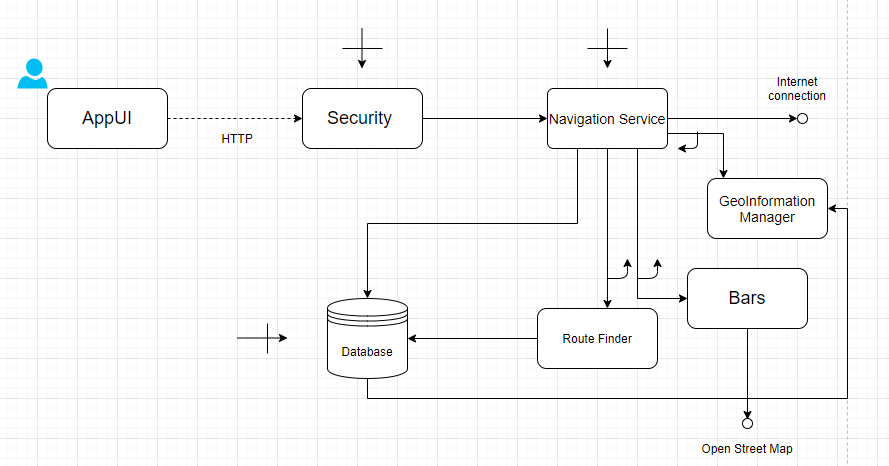 Internet
connection
AppUI
Security
Navigation Service
HTTP
GeoInformation
Manager
Bars
Route Finder
Database
Open Street Map